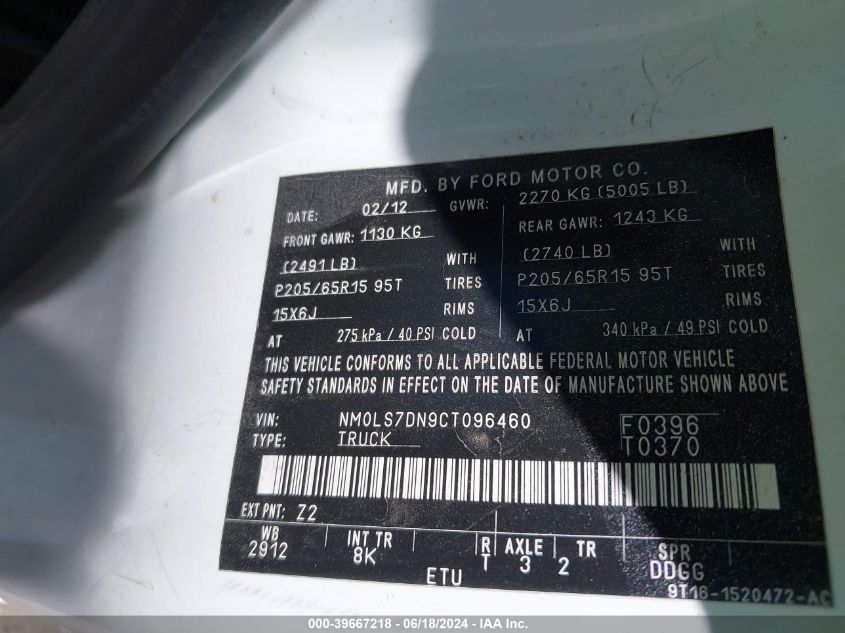 MFD. BY FORD MOTOR CO.
DATE: 02/12 GVWR: 2270 KG (5005 LB)
FRONT GAWR: 1130 KG REAR GAWR: 1243 KG
(2491 LB) WITH (2740 LB) WITH
P205/65R15 95T TIRES P205/65R15 95T TIRES
15X6J RIMS 15X6J RIMS
AT 275 kPa / 40 PSI COLD AT 340 kPa / 49 PSI COLD
THIS VEHICLE CONFORMS TO ALL APPLICABLE FEDERAL MOTOR VEHICLE
SAFETY STANDARDS IN EFFECT ON THE DATE OF MANUFACTURE SHOWN ABOVE
VIN: NM0LS7DN9CT096460 F0396
TYPE: TRUCK T0370
EXT PNT: Z2
WB INT TR R AXLE TR SPR
2912 8K T 3 2 DDGG
ETU 9T16-1520472-AC
000-39667218 - 06/18/2024 - IAA Inc.